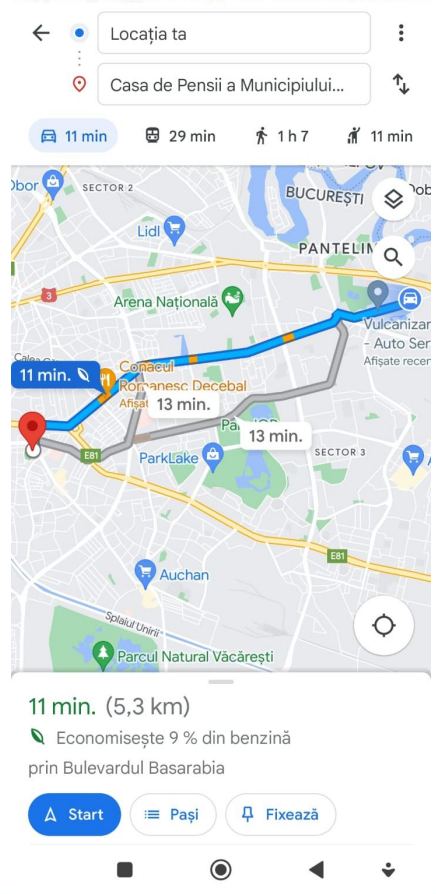 Locația ta
Casa de Pensii a Municipiului...
11 min
29 min
1 h 7
11 min
SECTOR 2
BUCUREȘTI
Lidl
PANTELIM
3
Arena Națională
Vulcanizar
- Auto Ser
Afișate recen
11 min.
Conacul
Românesc Decebal
Afișat
13 min.
13 min.
SECTOR 3
E81
ParkLake
E81
Auchan
Splaiul Unirii
Parcul Natural Văcărești
11 min. (5,3 km)
Economisește 9 % din benzină
prin Bulevardul Basarabia
Start
Pași
Fixează